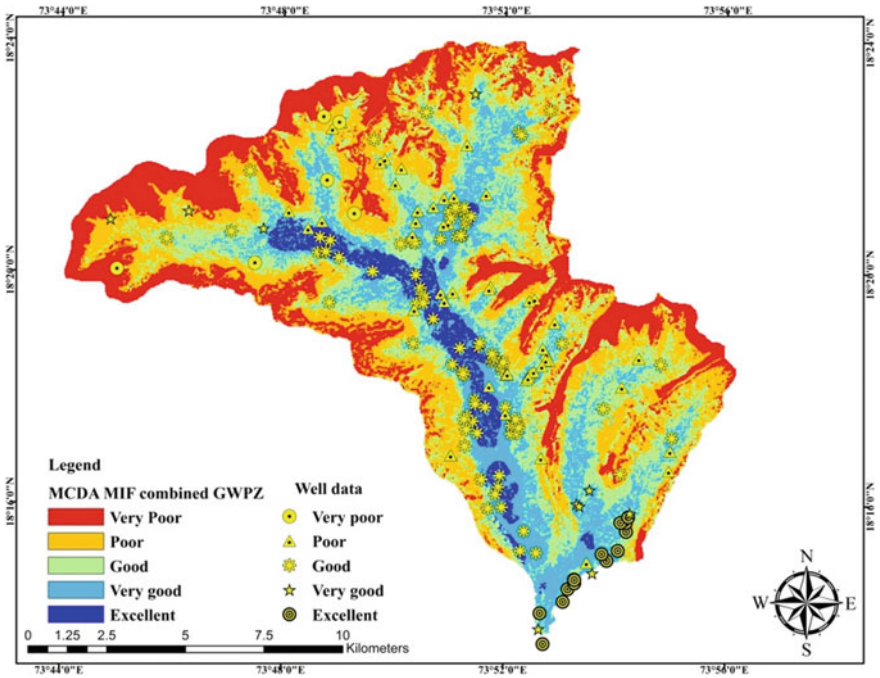 73°44'0"E 73°48'0"E 73°52'0"E 73°56'0"E
18°24'0"N 18°24'0"N
18°20'0"N 18°20'0"N
18°16'0"N 18°16'0"N
Legend
MCDA MIF combined GWPZ Well data
Very Poor Very poor
Poor Poor
Good Good
Very good Very good
Excellent Excellent
0 1.25 2.5 5 7.5 10
Kilometers
N
W E
S
73°44'0"E 73°48'0"E 73°52'0"E 73°56'0"E